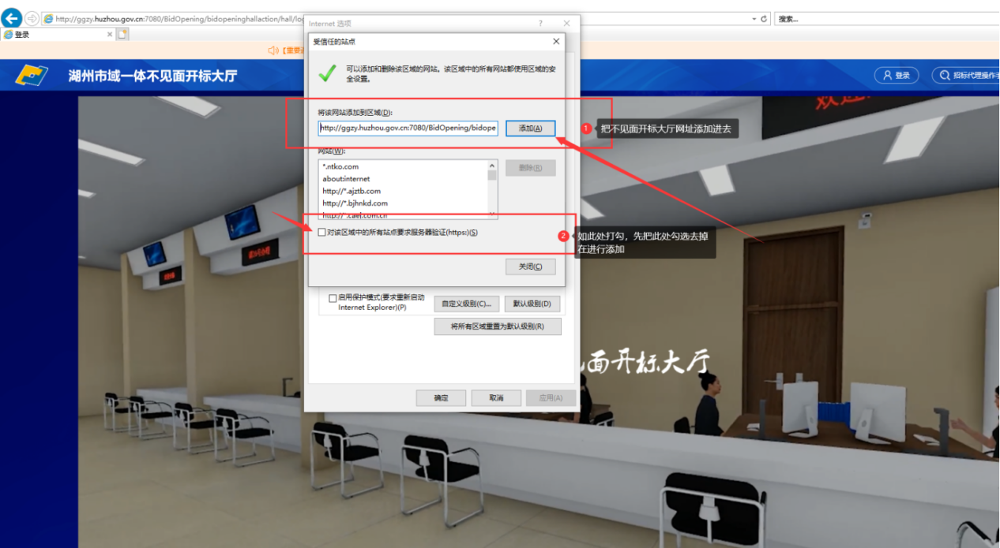 http://ggzy.huzhou.gov.cn:7080/BidOpening/bidopeninghallaction/hall/log
搜索...
登录
【重要
湖州市域一体不见面开标大厅
登录
招标代理操作手
Internet 选项
受信任的站点
可以添加和删除该区域的网站。该区域中的所有网站都使用区域的安
全设置。
将该网站添加到区域(D):
http://ggzy.huzhou.gov.cn:7080/BidOpening/bidope
添加(A)
1 把不见面开标大厅网址添加进去
网站(W):
*.ntko.com
about:internet
http://*.ajztb.com
http://*.bjhnkd.com
http://*.caej.com.cn
删除(R)
对该区域中的所有站点要求服务器验证(https:)(S)
2 如此处打勾，先把此处勾选去掉
在进行添加
关闭(C)
启用保护模式(要求重新启动
Internet Explorer)(P)
自定义级别(C)...
默认级别(D)
将所有区域重置为默认级别(R)
确定
取消
应用(A)
面开标大厅
欢迎